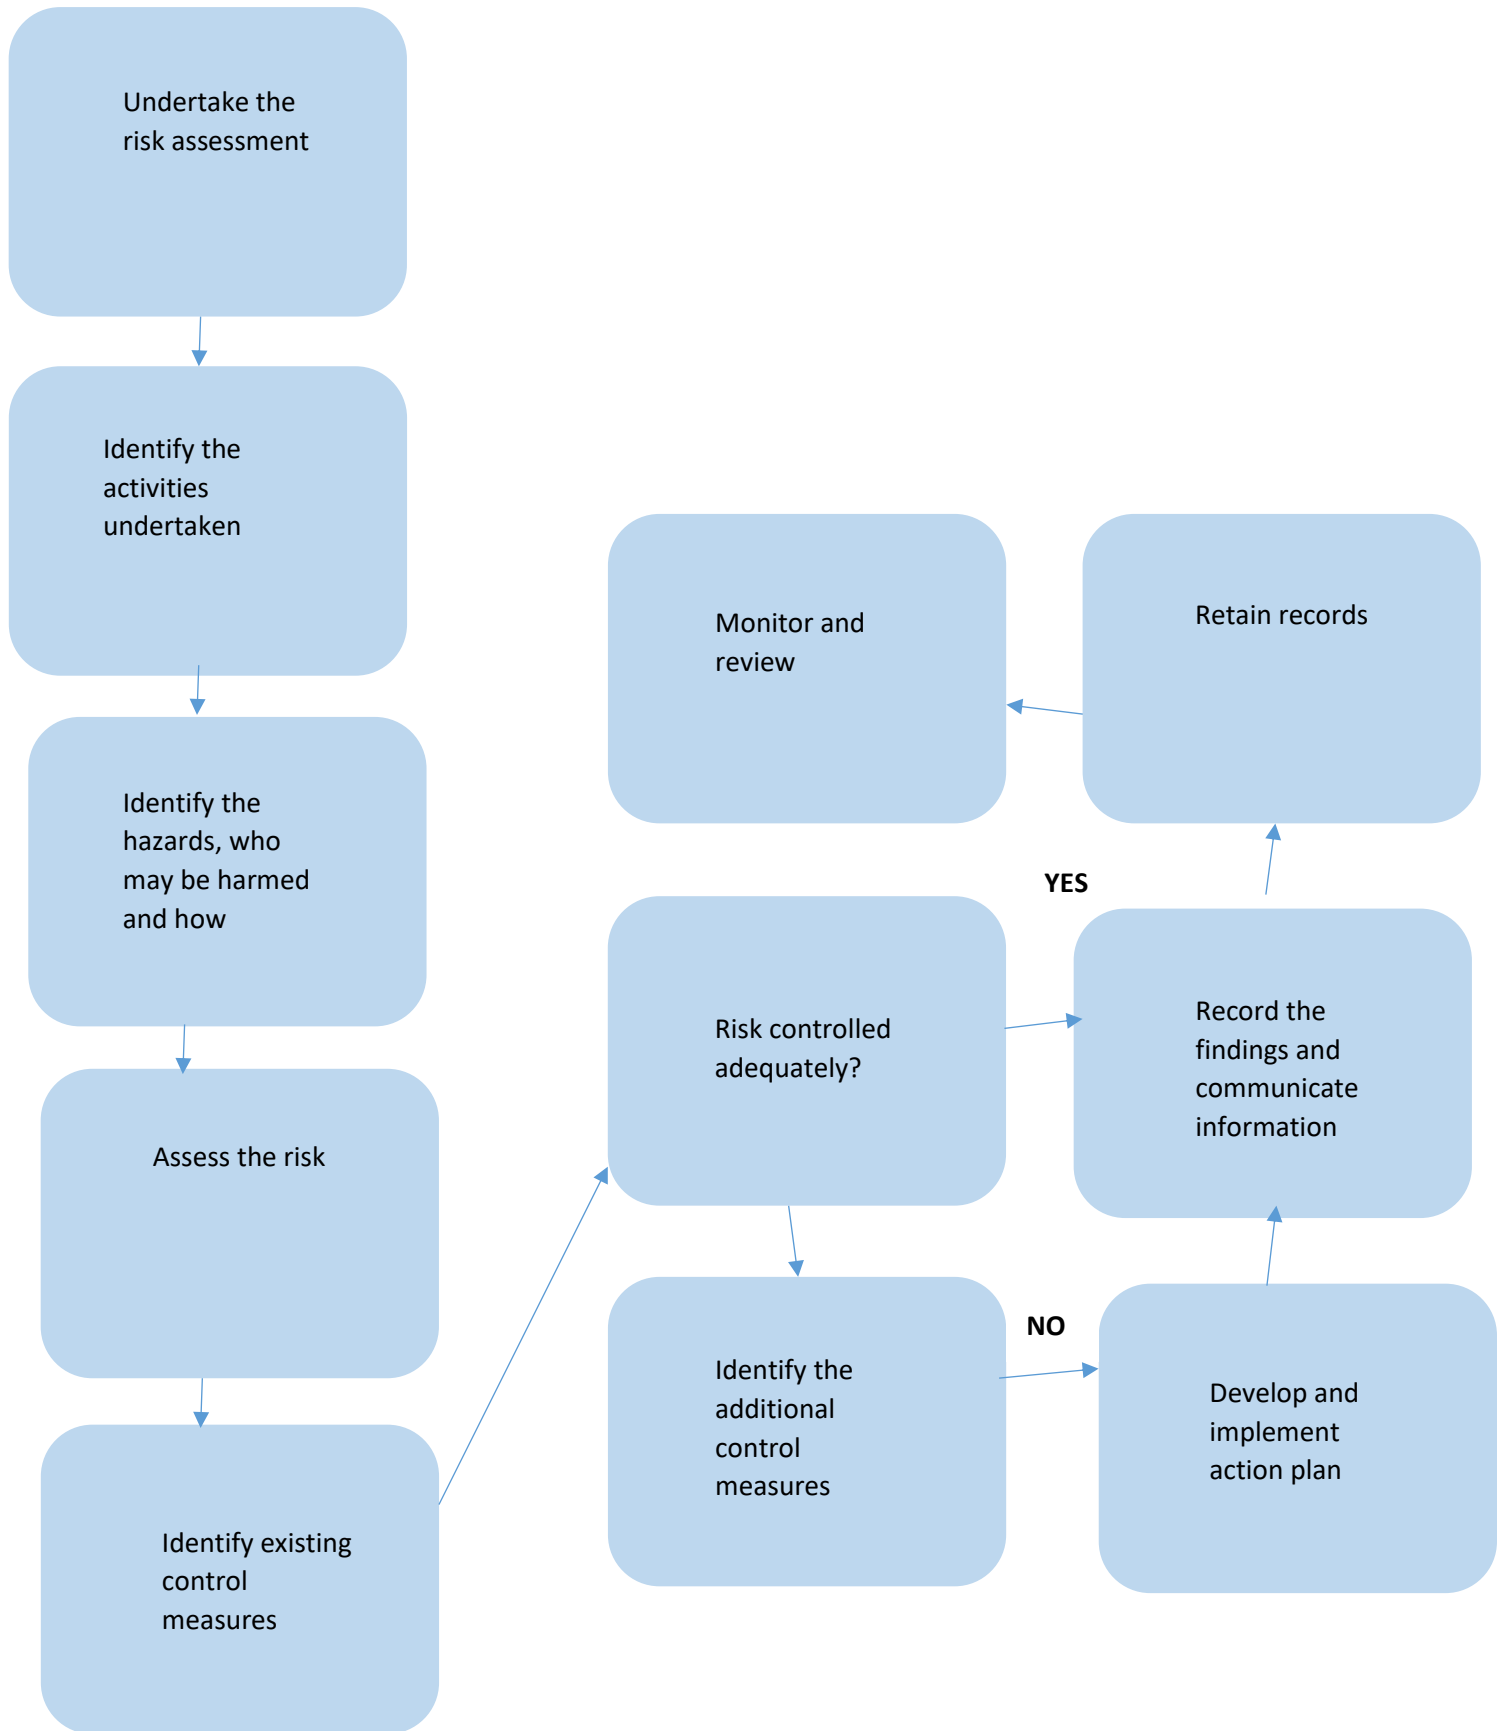 Undertake the
risk assessment
Identify the
activities
undertaken
Identify the
hazards, who
may be harmed
and how
Assess the risk
Identify existing
control
measures
Risk controlled
adequately?
YES
Record the
findings and
communicate
information
Identify the
additional
control
measures
NO
Develop and
implement
action plan
Retain records
Monitor and
review